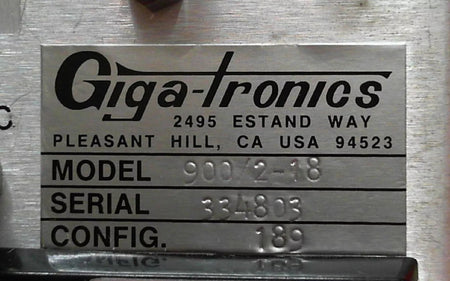 Giga-tronics
2495 ESTAND WAY
PLEASANT HILL, CA USA 94523
MODEL 900/2-18
SERIAL 334803
CONFIG. 189